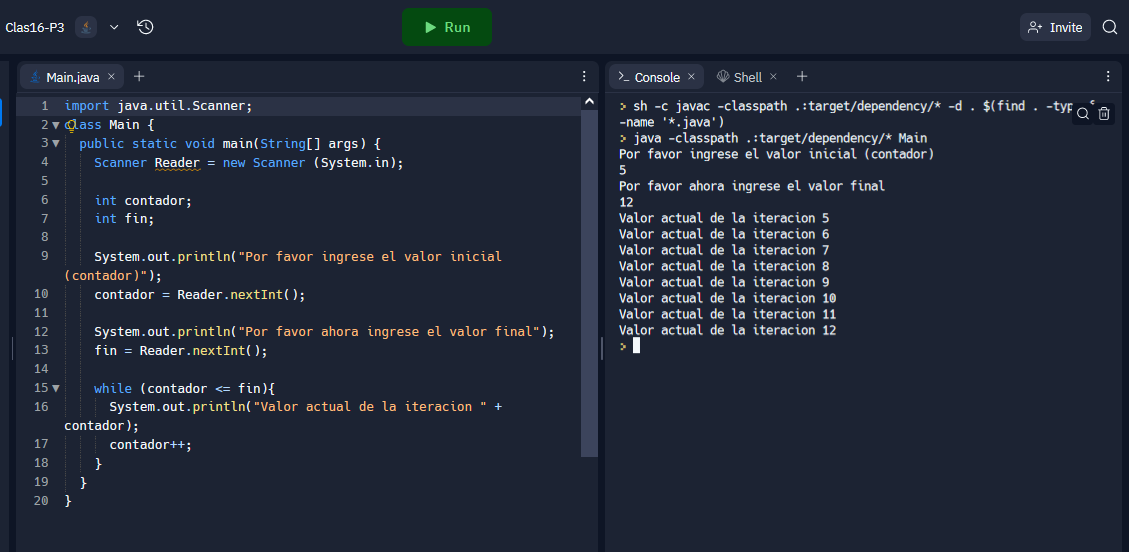 Clas16-P3
Run
Invite
Main.java
Console
Shell
1 import java.util.Scanner;
2 class Main {
3 public static void main(String[] args) {
4 Scanner Reader = new Scanner (System.in);
5
6 int contador;
7 int fin;
8
9 System.out.println("Por favor ingrese el valor inicial
(contador)");
10 contador = Reader.nextInt();
11
12 System.out.println("Por favor ahora ingrese el valor final");
13 fin = Reader.nextInt();
14
15 while (contador <= fin){
16 System.out.println("Valor actual de la iteracion " +
contador);
17 contador++;
18 }
19 }
20 }
> sh -c javac -classpath .:target/dependency/* -d . $(find . -type f
-name '*.java')
> java -classpath .:target/dependency/* Main
Por favor ingrese el valor inicial (contador)
5
Por favor ahora ingrese el valor final
12
Valor actual de la iteracion 5
Valor actual de la iteracion 6
Valor actual de la iteracion 7
Valor actual de la iteracion 8
Valor actual de la iteracion 9
Valor actual de la iteracion 10
Valor actual de la iteracion 11
Valor actual de la iteracion 12
>